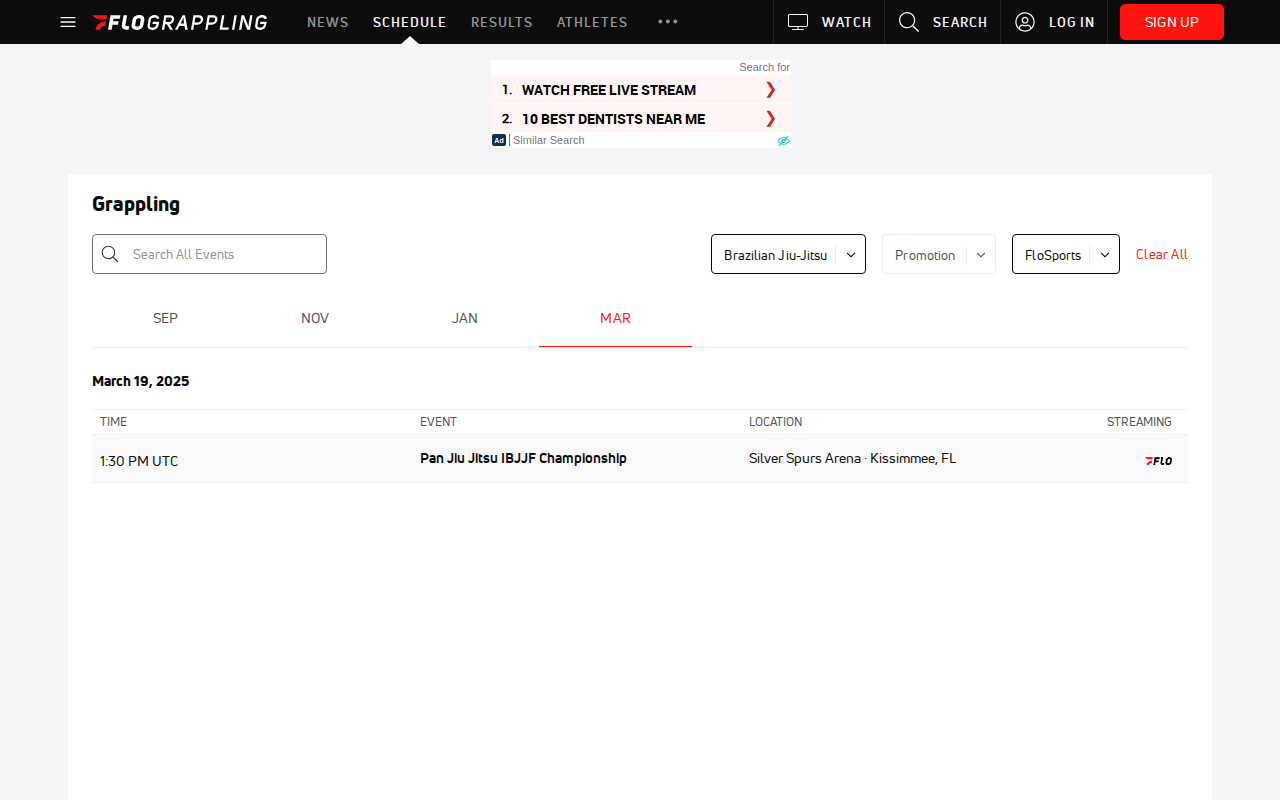 FLOGRAPPLING NEWS SCHEDULE RESULTS ATHLETES ••• WATCH SEARCH LOG IN SIGN UP
Search for
1. WATCH FREE LIVE STREAM ❯
2. 10 BEST DENTISTS NEAR ME ❯
Ad | Similar Search
Grappling
Search All Events Brazilian Jiu-Jitsu Promotion FloSports Clear All
SEP NOV JAN MAR
March 19, 2025
TIME EVENT LOCATION STREAMING
1:30 PM UTC Pan Jiu Jitsu IBJJF Championship Silver Spurs Arena · Kissimmee, FL FLO